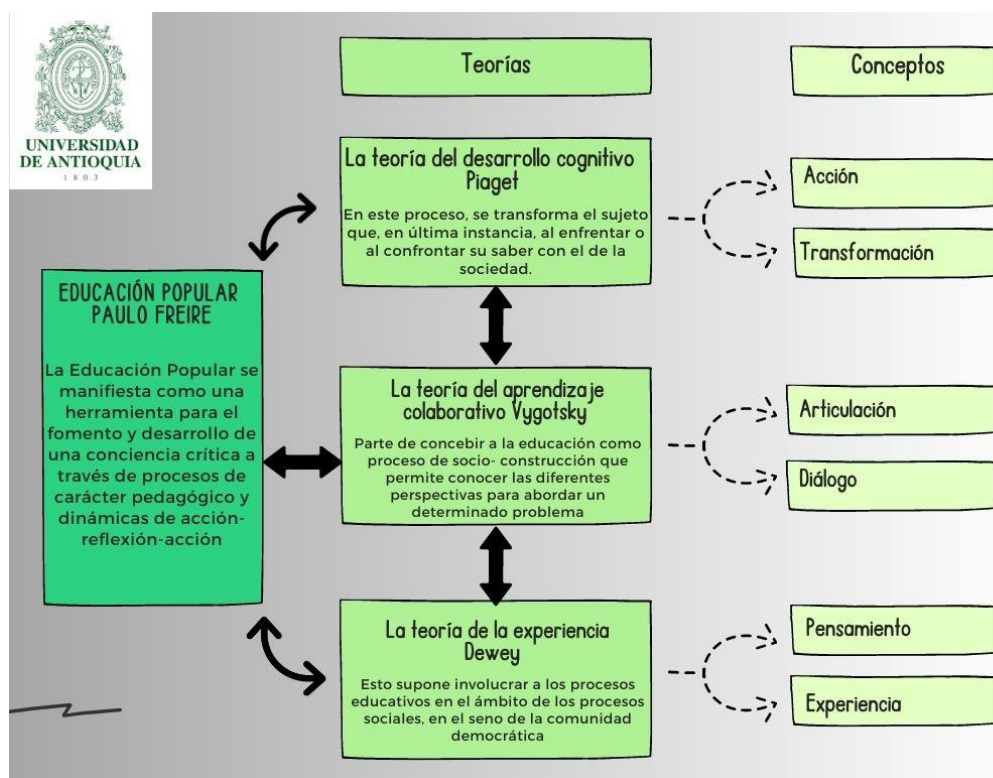 UNIVERSIDAD
DE ANTIOQUIA
1803
Teorías
Conceptos
EDUCACIÓN POPULAR
PAULO FREIRE
La Educación Popular se
manifiesta como una
herramienta para el
fomento y desarrollo de
una conciencia crítica a
través de procesos de
carácter pedagógico y
dinámicas de acción-
reflexión-acción
La teoría del desarrollo cognitivo
Piaget
En este proceso, se transforma el sujeto
que, en última instancia, al enfrentar o
al confrontar su saber con el de la
sociedad.
Acción
Transformación
La teoría del aprendizaje
colaborativo Vygotsky
Parte de concebir a la educación como
proceso de socio- construcción que
permite conocer las diferentes
perspectivas para abordar un
determinado problema
Articulación
Diálogo
La teoría de la experiencia
Dewey
Esto supone involucrar a los procesos
educativos en el ámbito de los procesos
sociales, en el seno de la comunidad
democrática
Pensamiento
Experiencia